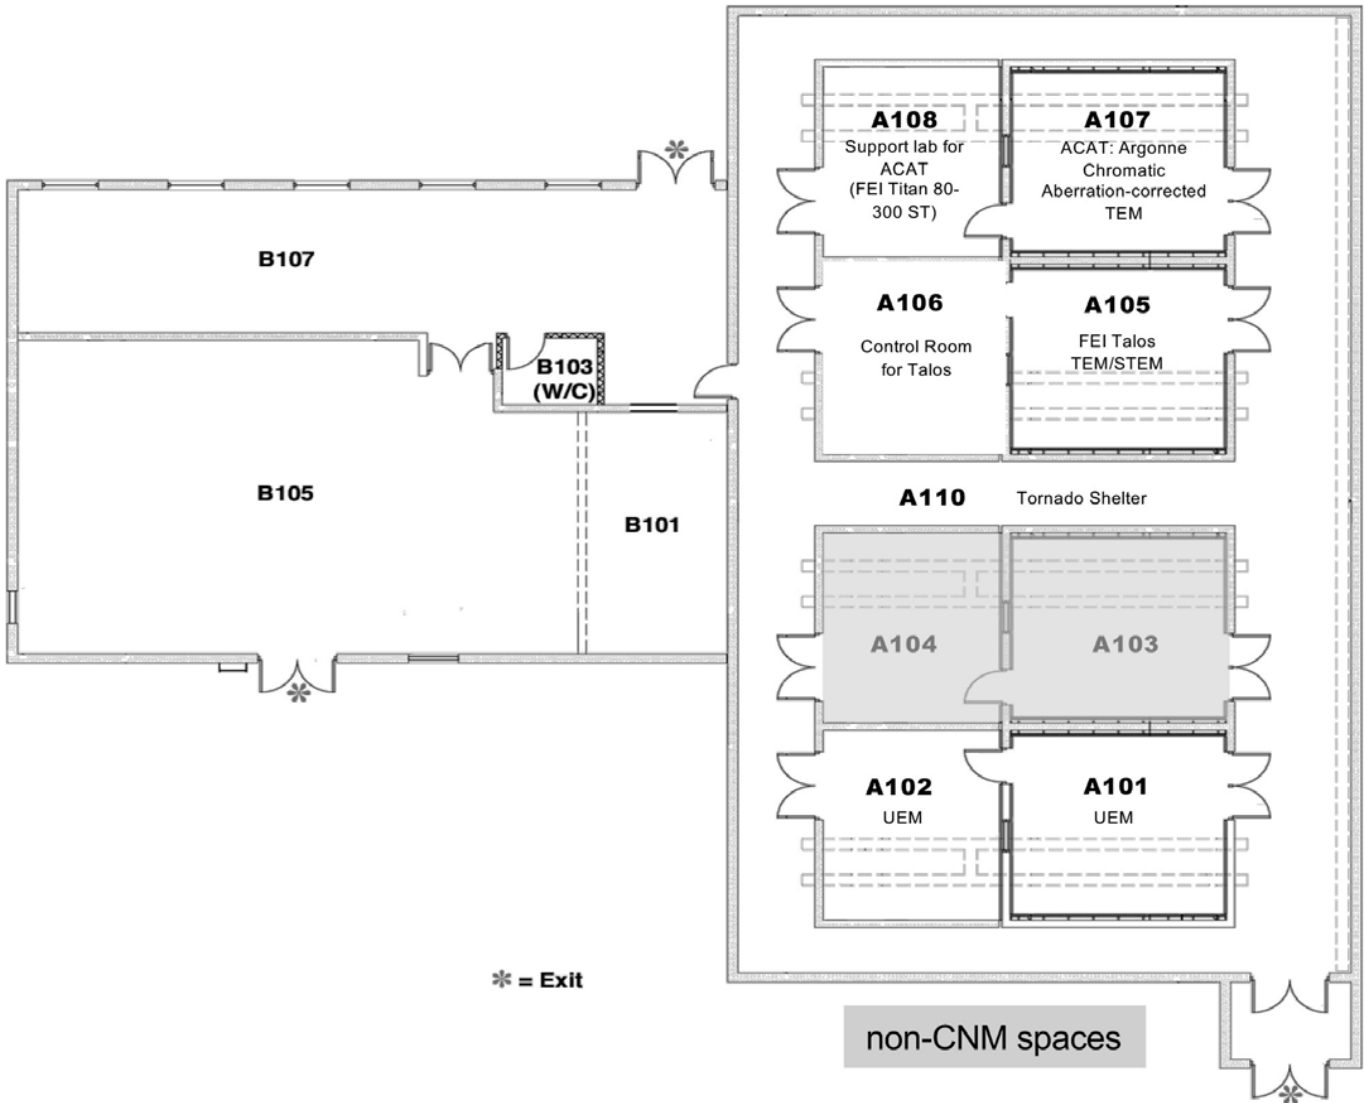 A108
Support lab for
ACAT
(FEI Titan 80-
300 ST)
A107
ACAT: Argonne
Chromatic
Aberration-corrected
TEM
B107
A106
Control Room
for Talos
A105
FEI Talos
TEM/STEM
B103
(W/C)
B105
B101
A110 Tornado Shelter
A104
A103
A102
UEM
A101
UEM
✻ = Exit
non-CNM spaces